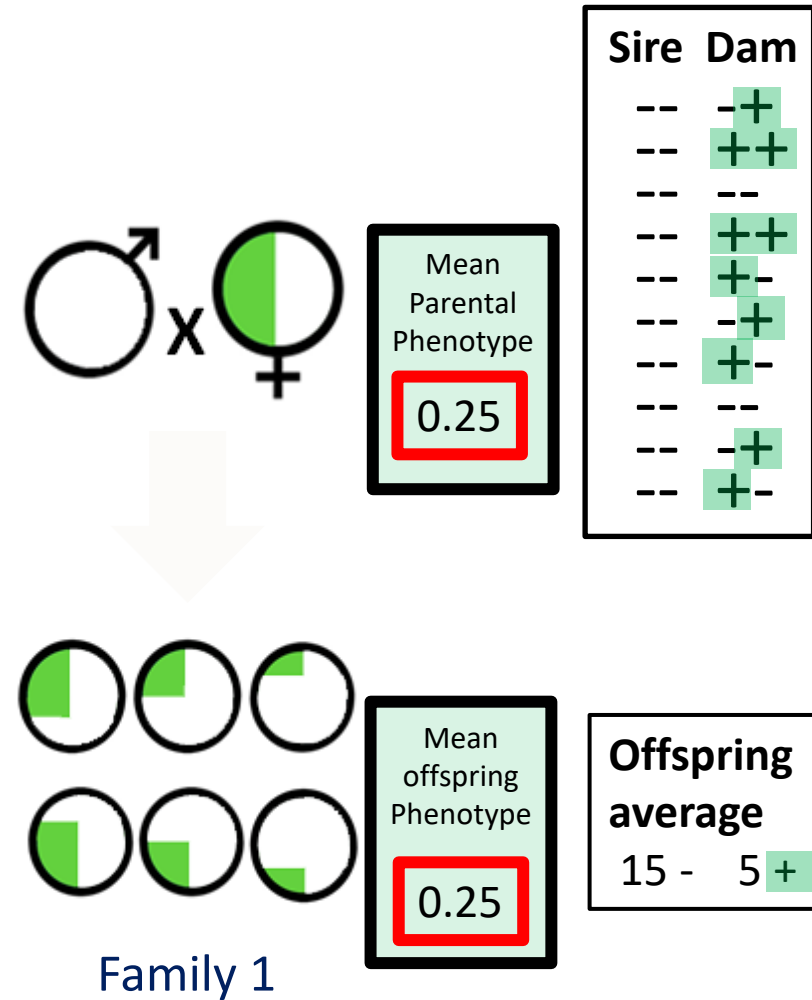 Sire Dam
-- -+
-- ++
-- --
-- ++
-- +-
-- -+
-- +-
-- --
-- -+
-- +-
X
Mean
Parental
Phenotype
0.25
Mean
offspring
Phenotype
0.25
Offspring
average
15 - 5 +
Family 1